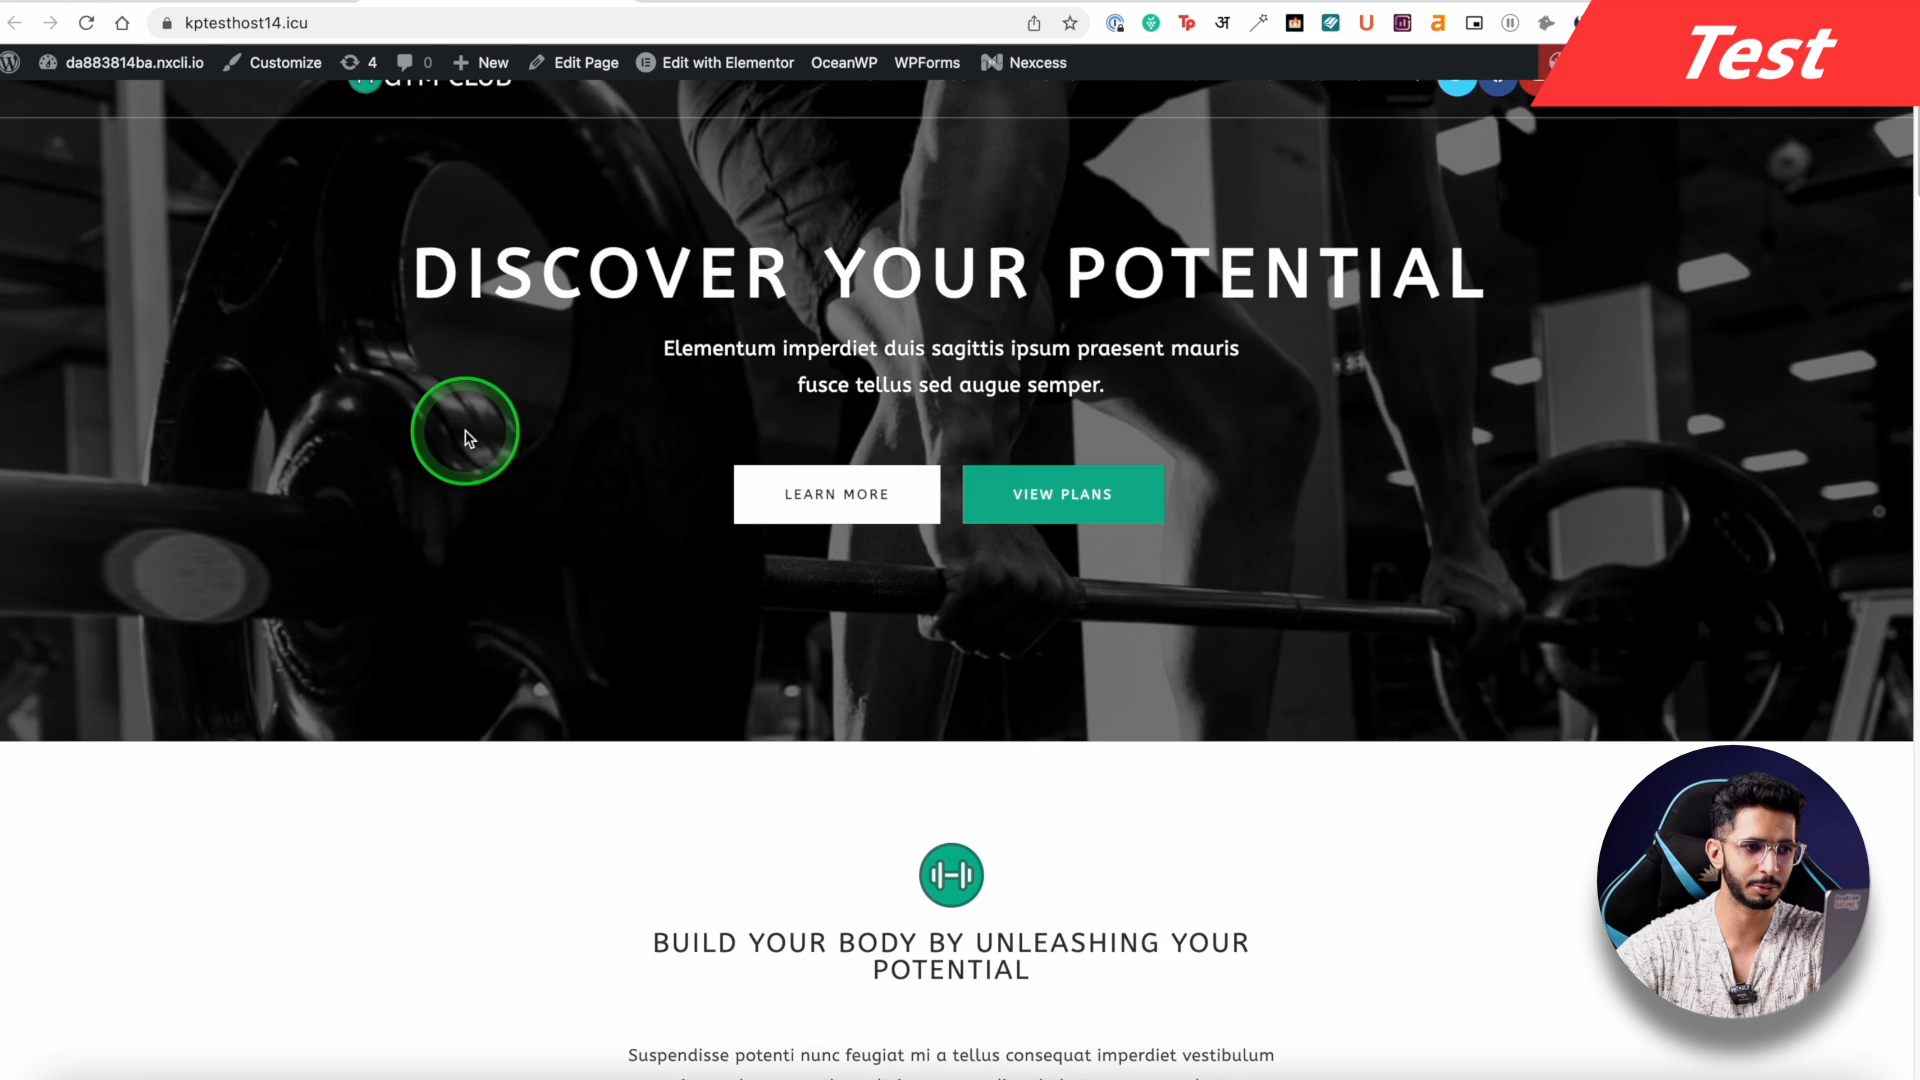 kptesthost14.icu
Test
da883814ba.nxcli.io Customize 4 0 New Edit Page Edit with Elementor OceanWP WPForms Nexcess
GYM CLUB
DISCOVER YOUR POTENTIAL
Elementum imperdiet duis sagittis ipsum praesent mauris
fusce tellus sed augue semper.
LEARN MORE
VIEW PLANS
BUILD YOUR BODY BY UNLEASHING YOUR
POTENTIAL
Suspendisse potenti nunc feugiat mi a tellus consequat imperdiet vestibulum